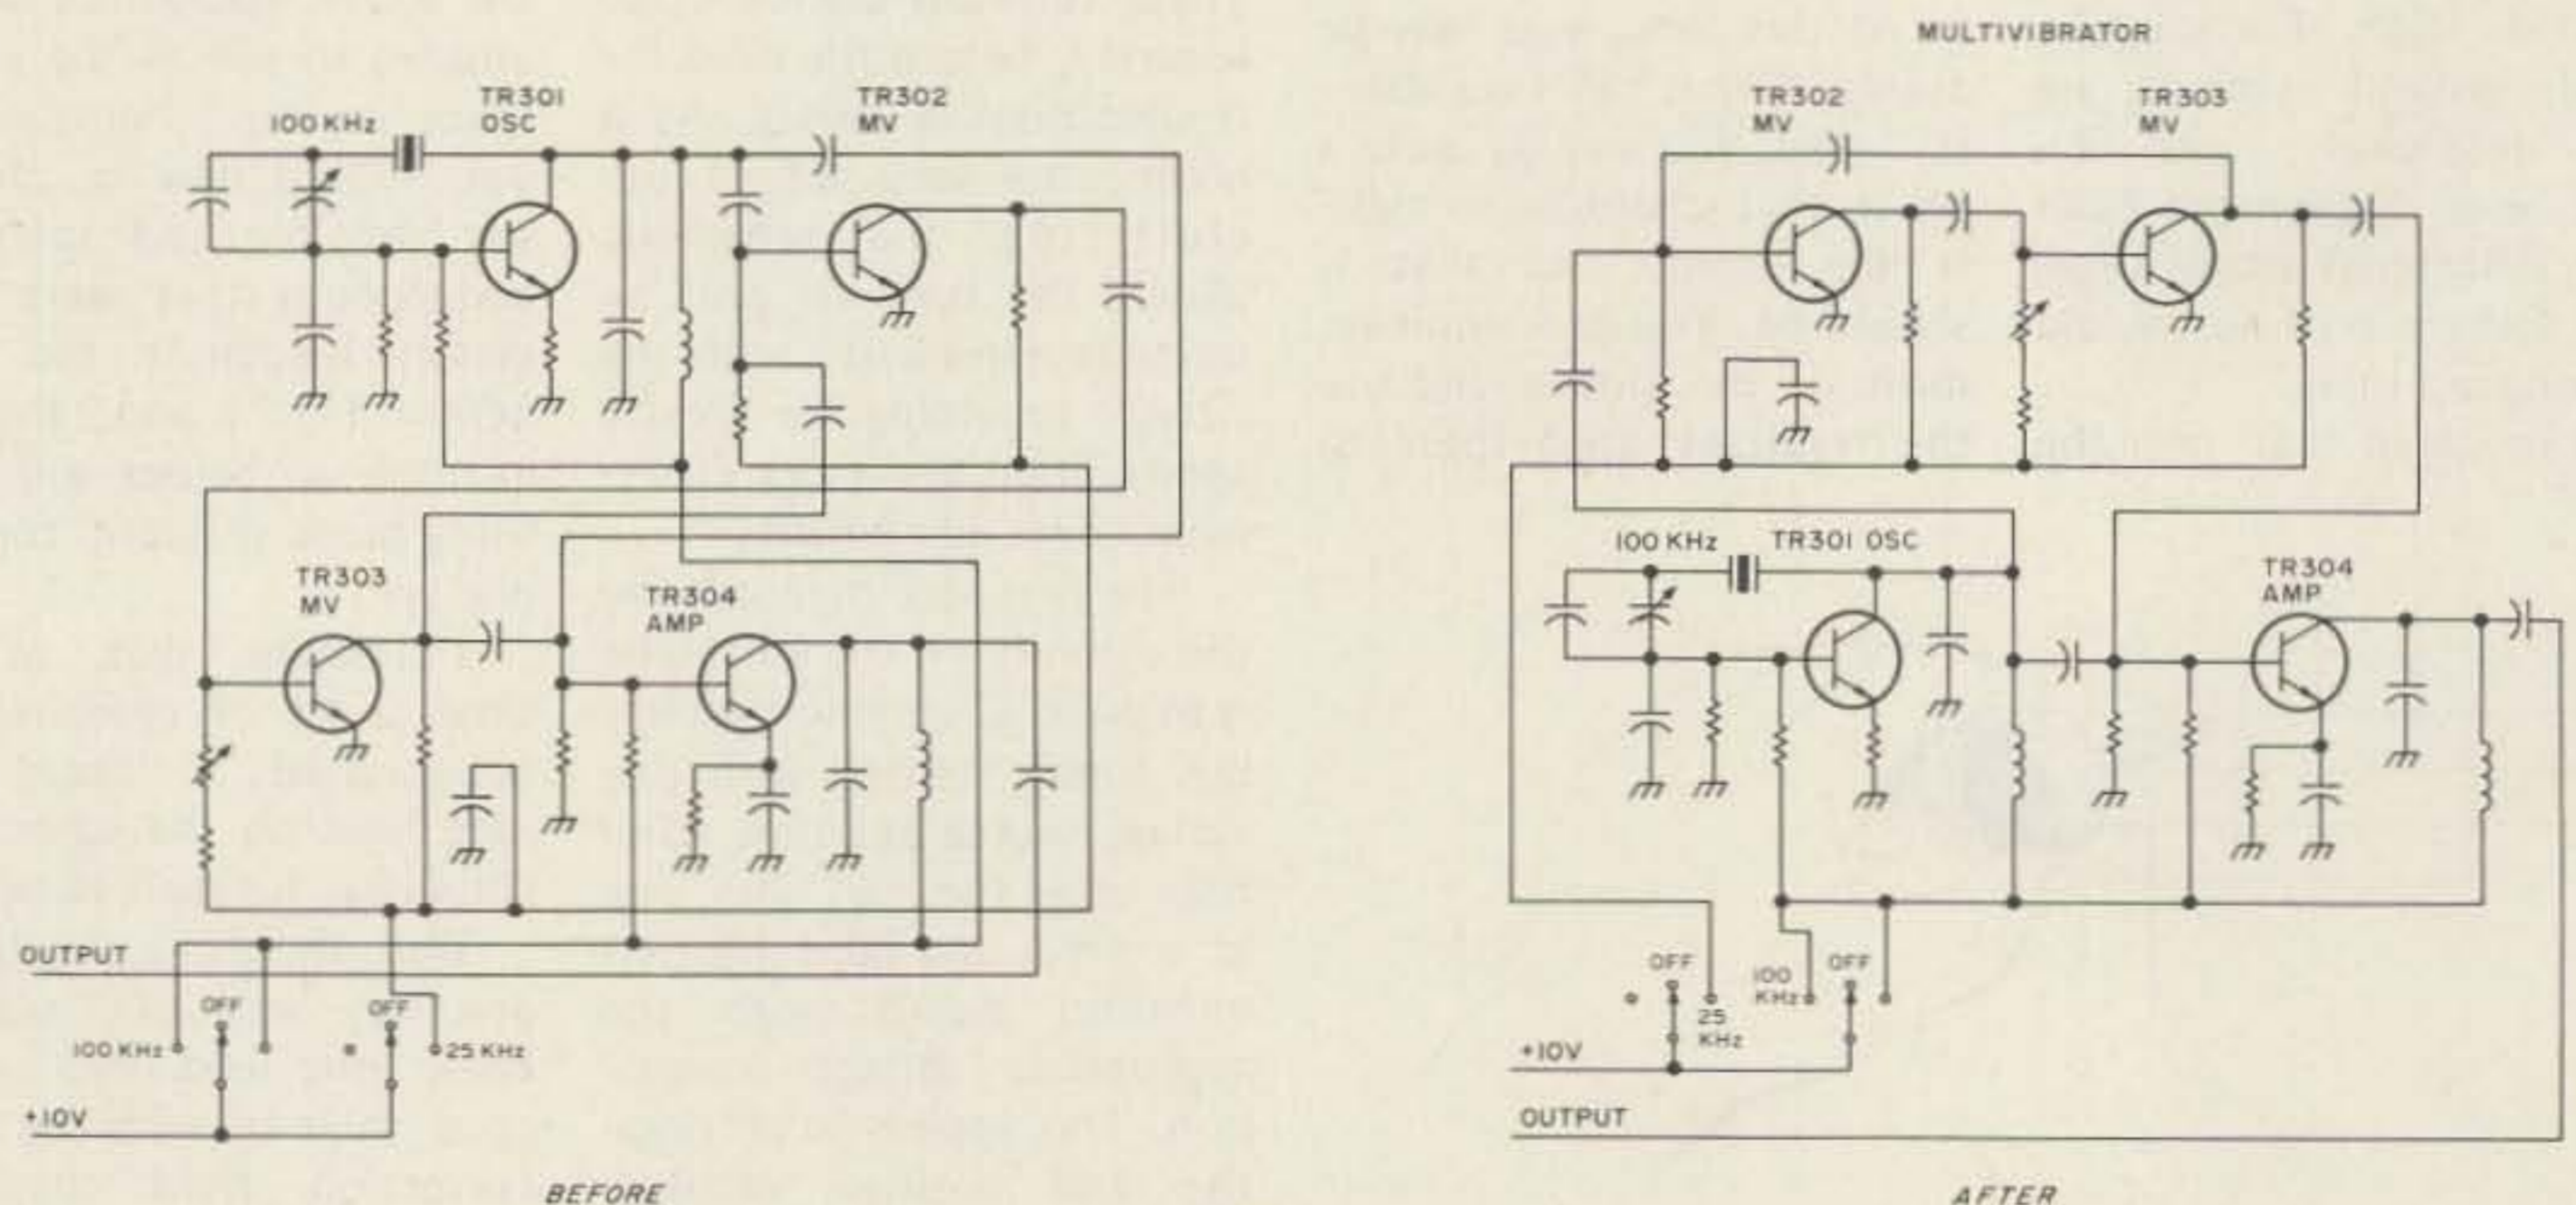 100 KHz
TR301
OSC
TR302
MV
TR303
MV
TR304
AMP
OUTPUT
OFF
OFF
100 KHz
25 KHz
+10V
BEFORE
MULTIVIBRATOR
TR302
MV
TR303
MV
100 KHz
TR301 OSC
TR304
AMP
OFF
100
KHz
OFF
25
KHz
+10V
OUTPUT
AFTER